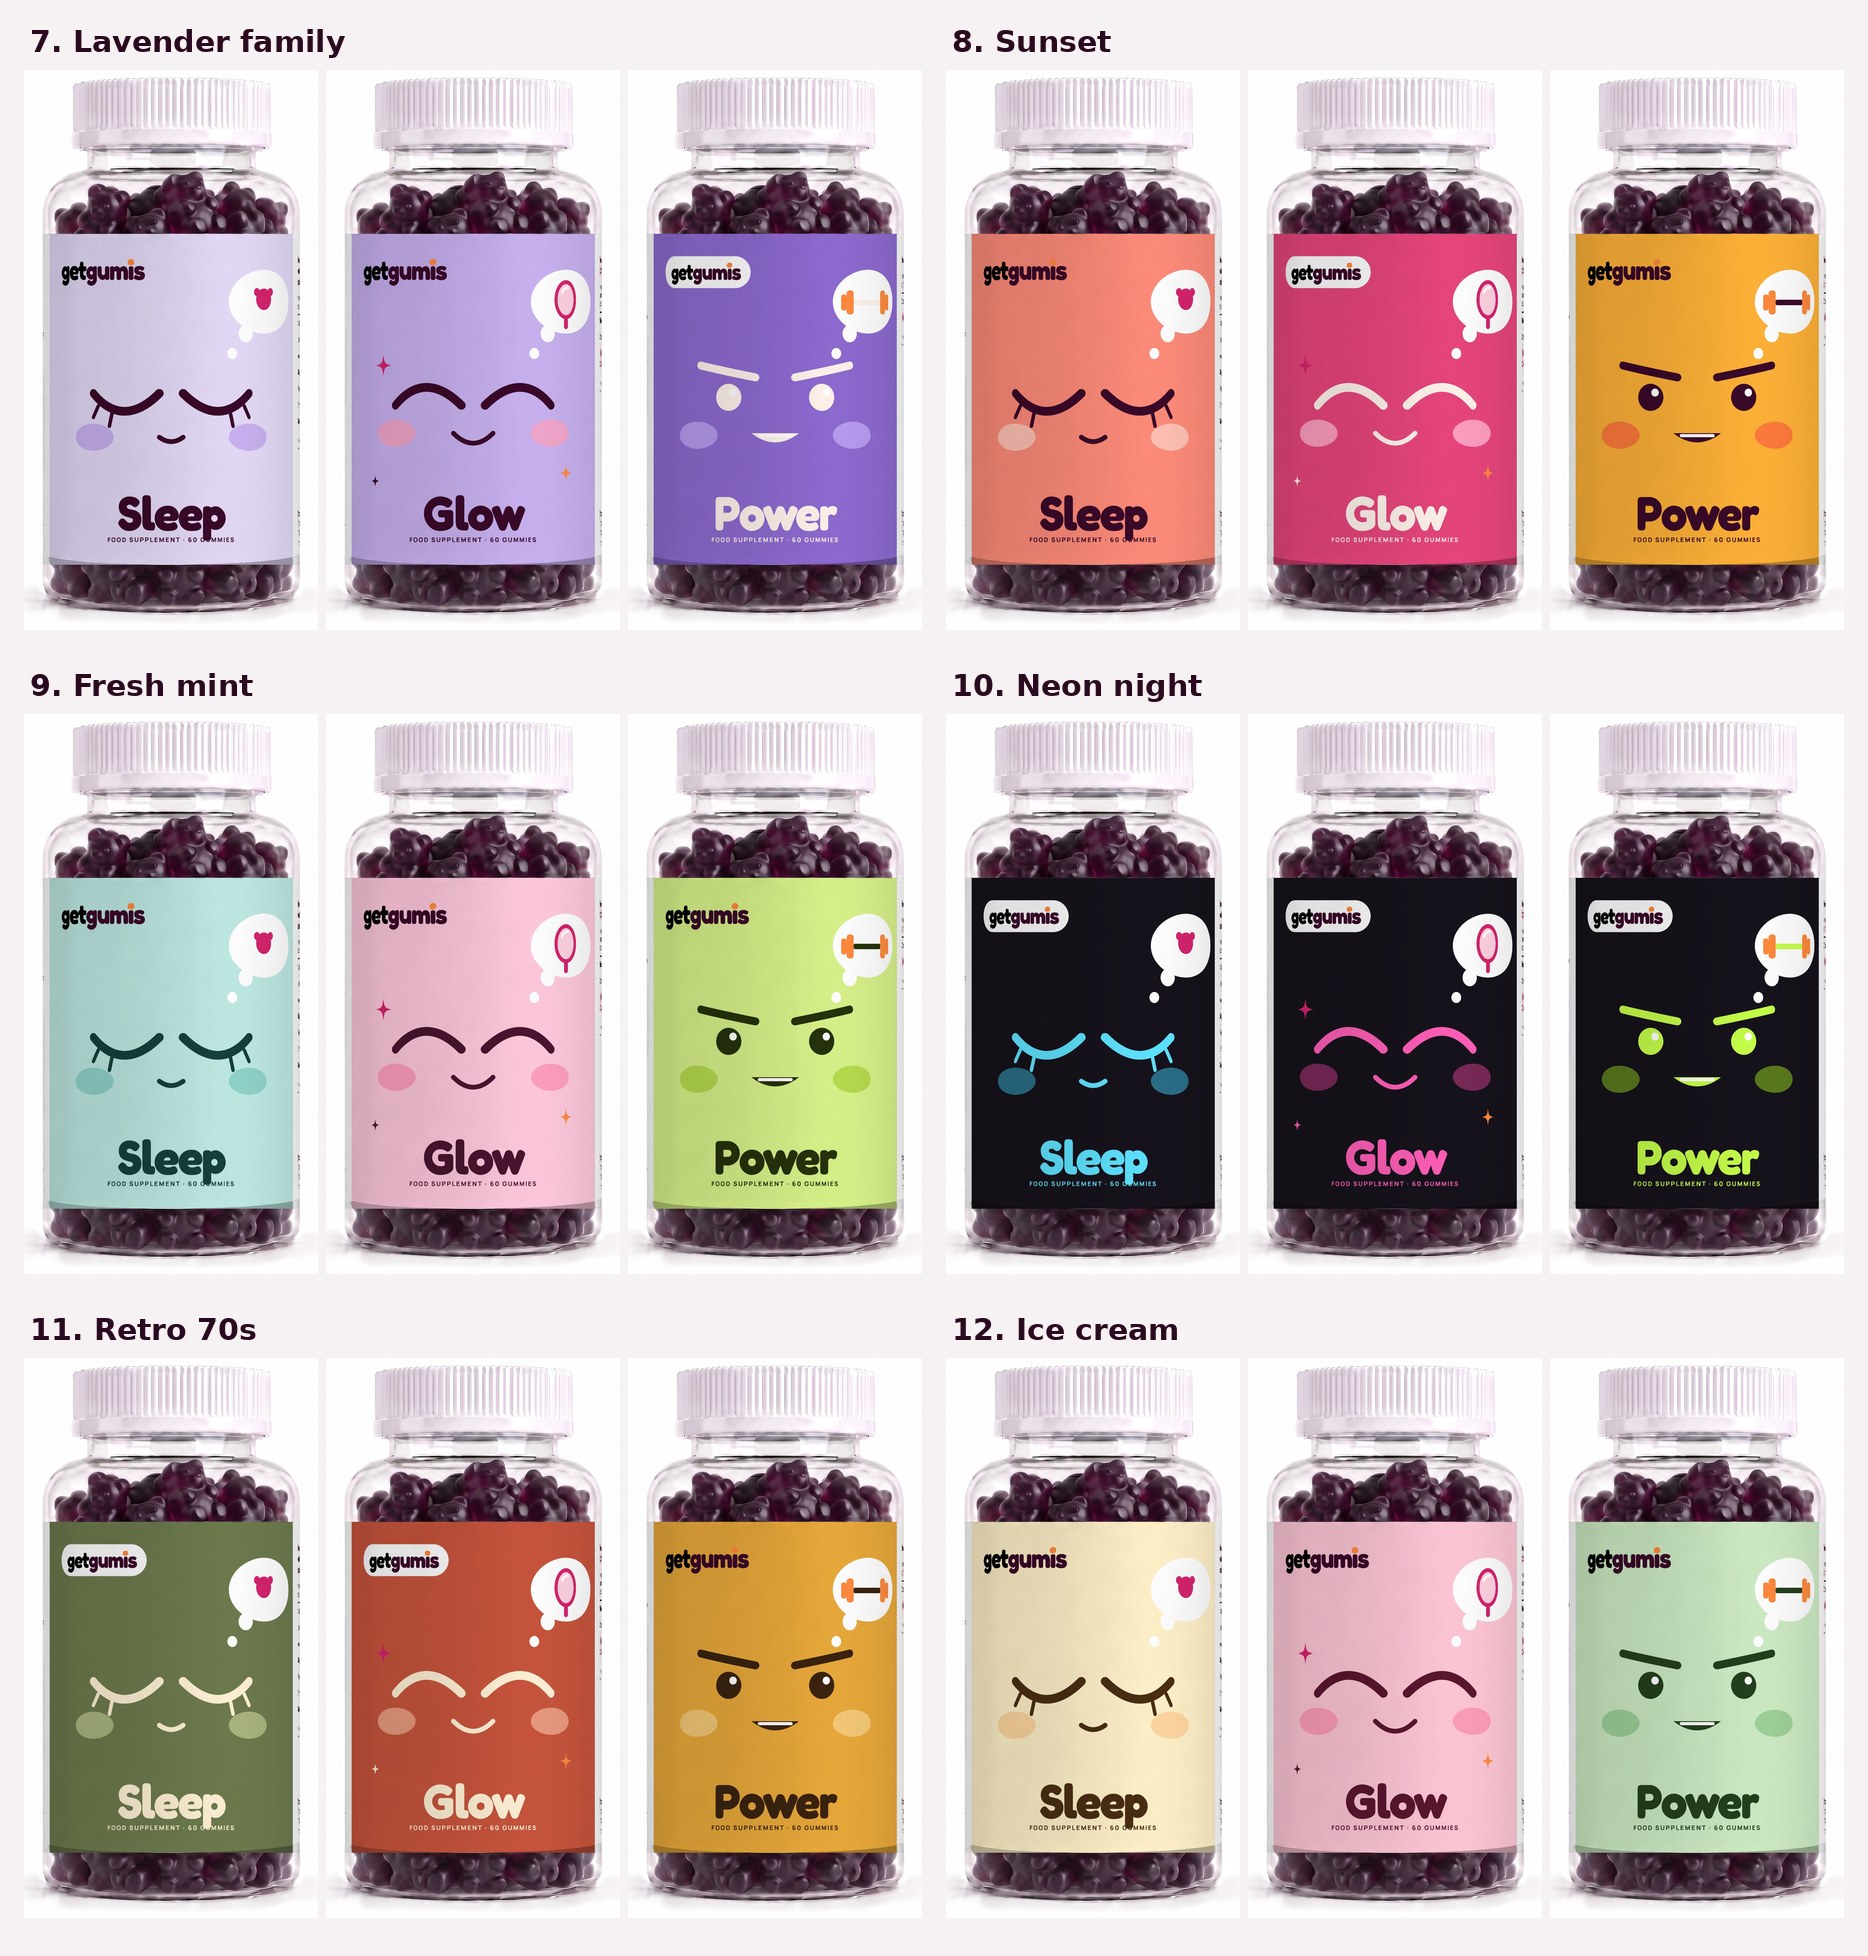 7. Lavender family
getgumis
Sleep
FOOD SUPPLEMENT · 60 GUMMIES
getgumis
Glow
FOOD SUPPLEMENT · 60 GUMMIES
getgumis
Power
FOOD SUPPLEMENT · 60 GUMMIES
8. Sunset
getgumis
Sleep
FOOD SUPPLEMENT · 60 GUMMIES
getgumis
Glow
FOOD SUPPLEMENT · 60 GUMMIES
getgumis
Power
FOOD SUPPLEMENT · 60 GUMMIES
9. Fresh mint
getgumis
Sleep
FOOD SUPPLEMENT · 60 GUMMIES
getgumis
Glow
FOOD SUPPLEMENT · 60 GUMMIES
getgumis
Power
FOOD SUPPLEMENT · 60 GUMMIES
10. Neon night
getgumis
Sleep
FOOD SUPPLEMENT · 60 GUMMIES
getgumis
Glow
FOOD SUPPLEMENT · 60 GUMMIES
getgumis
Power
FOOD SUPPLEMENT · 60 GUMMIES
11. Retro 70s
getgumis
Sleep
FOOD SUPPLEMENT · 60 GUMMIES
getgumis
Glow
FOOD SUPPLEMENT · 60 GUMMIES
getgumis
Power
FOOD SUPPLEMENT · 60 GUMMIES
12. Ice cream
getgumis
Sleep
FOOD SUPPLEMENT · 60 GUMMIES
getgumis
Glow
FOOD SUPPLEMENT · 60 GUMMIES
getgumis
Power
FOOD SUPPLEMENT · 60 GUMMIES